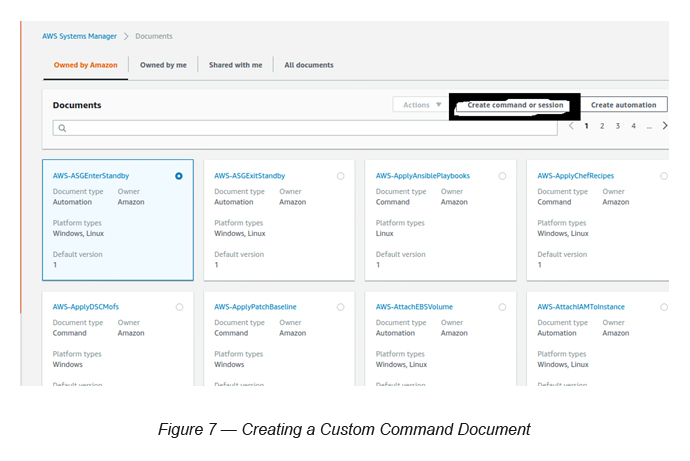 AWS Systems Manager > Documents
Owned by Amazon Owned by me Shared with me All documents
Documents Actions ▼ Create command or session Create automation
< 1 2 3 4 ... >
AWS-ASGEnterStandby AWS-ASGExitStandby AWS-ApplyAnsiblePlaybooks AWS-ApplyChefRecipes
Document type Owner Document type Owner Document type Owner Document type Owner
Automation Amazon Automation Amazon Command Amazon Command Amazon
Platform types Platform types Platform types Platform types
Windows, Linux Windows, Linux Linux Windows, Linux
Default version Default version Default version Default version
1 1 1 1
AWS-ApplyDSCMofs AWS-ApplyPatchBaseline AWS-AttachEBSVolume AWS-AttachIAMToInstance
Document type Owner Document type Owner Document type Owner Document type Owner
Command Amazon Command Amazon Automation Amazon Automation Amazon
Platform types Platform types Platform types Platform types
Windows Windows Windows, Linux Windows, Linux
Default version Default version Default version Default version
Figure 7 — Creating a Custom Command Document